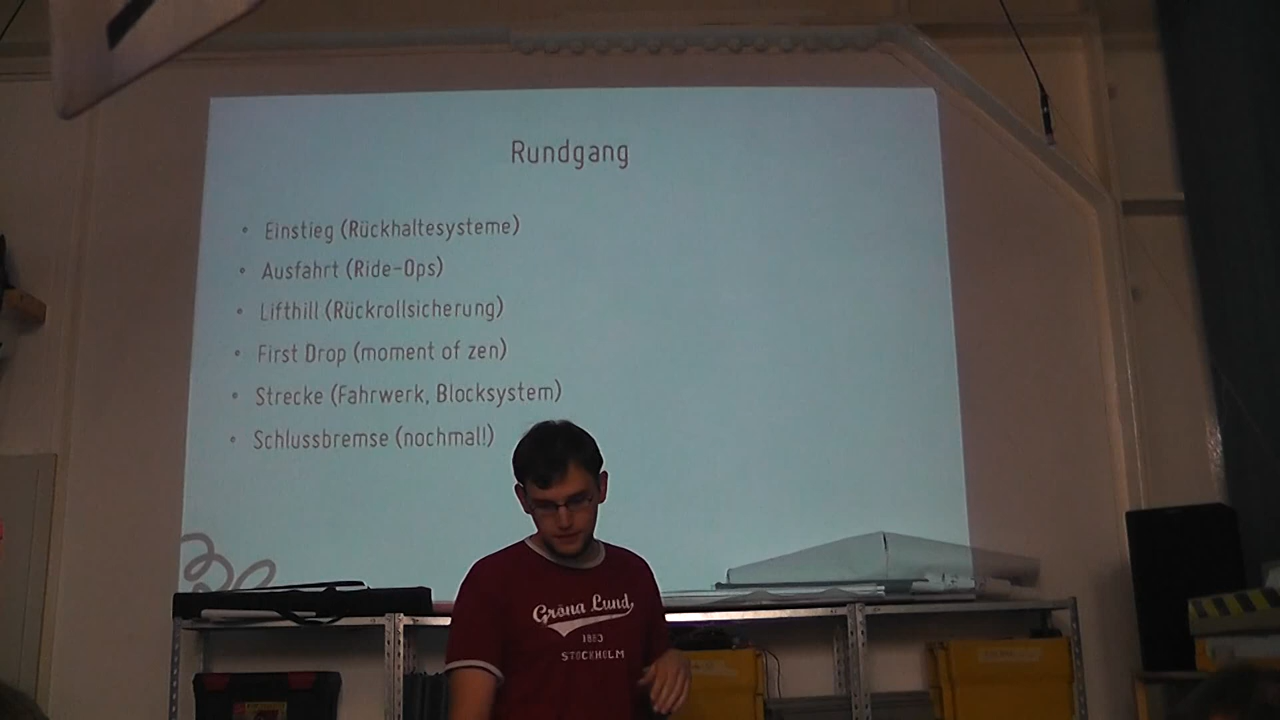 Rundgang
• Einstieg (Rückhaltesysteme)
• Ausfahrt (Ride-Ops)
• Lifthill (Rückrollsicherung)
• First Drop (moment of zen)
• Strecke (Fahrwerk, Blocksystem)
• Schlussbremse (nochmal!)
Gröna Lund
1883
STOCKHOLM